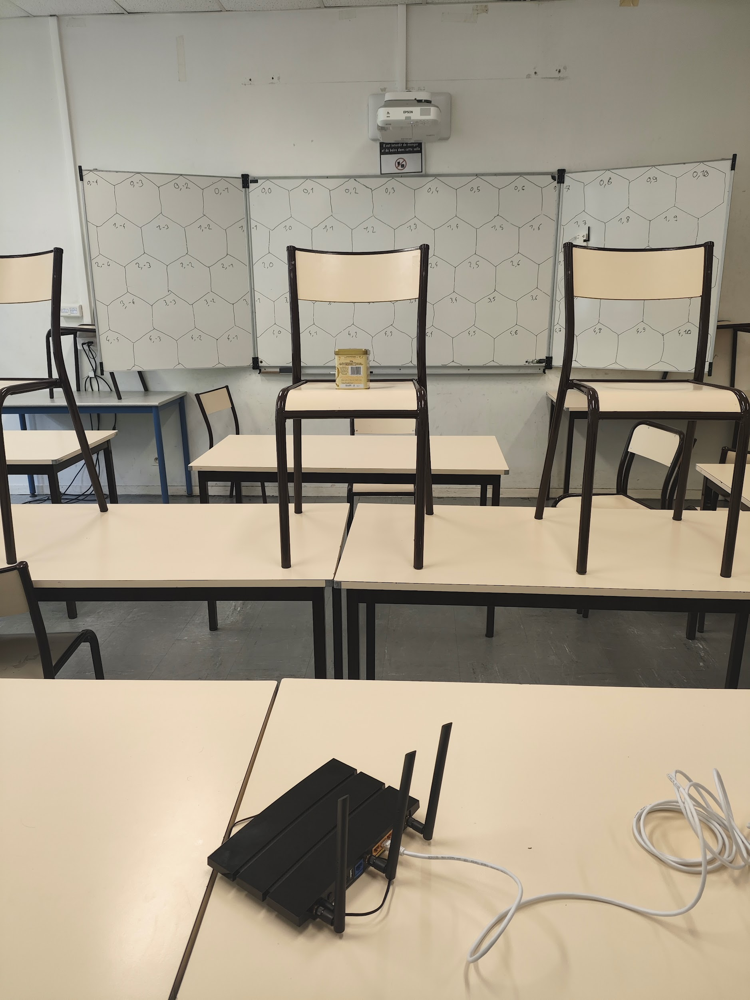 EPSON
Il est interdit de manger
et de boire dans cette salle
0,-4 0,-3 0,-2 0,-1 0,0 0,1 0,2 0,3 0,4 0,5 0,6 0,8 0,9 0,10
1,-4 1,-3 1,-2 1,-1 1,0 1,1 1,2 1,3 1,4 1,5 1,6 1,7 1,8 1,9
2,-4 2,-3 2,-2 2,-1 2,0 2,4 2,5 2,6
3,-4 3,-3 3,-2 3,-1 3,4 3,5 3,6
4,-4 4,-3 4,-2 4,-1 4,0 4,1 4,2 4,3 4,4 4,5 4,6 4,7 4,8 4,9 4,10